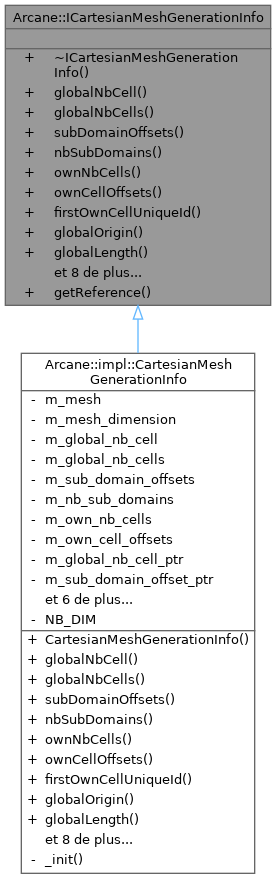 Arcane::ICartesianMeshGenerationInfo
+ ~ICartesianMeshGeneration
Info()
+ globalNbCell()
+ globalNbCells()
+ subDomainOffsets()
+ nbSubDomains()
+ ownNbCells()
+ ownCellOffsets()
+ firstOwnCellUniqueId()
+ globalOrigin()
+ globalLength()
et 8 de plus...
+ getReference()
Arcane::impl::CartesianMesh
GenerationInfo
- m_mesh
- m_mesh_dimension
- m_global_nb_cell
- m_global_nb_cells
- m_sub_domain_offsets
- m_nb_sub_domains
- m_own_nb_cells
- m_own_cell_offsets
- m_global_nb_cell_ptr
- m_sub_domain_offset_ptr
et 6 de plus...
- NB_DIM
+ CartesianMeshGenerationInfo()
+ globalNbCell()
+ globalNbCells()
+ subDomainOffsets()
+ nbSubDomains()
+ ownNbCells()
+ ownCellOffsets()
+ firstOwnCellUniqueId()
+ globalOrigin()
+ globalLength()
et 8 de plus...
- _init()